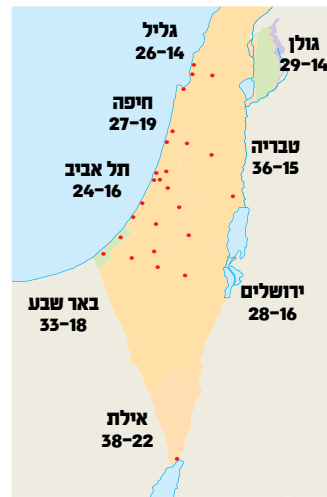 גליל
26-14
גולן
29-14
חיפה
27-19
טבריה
36-15
תל אביב
24-16
ירושלים
28-16
באר שבע
33-18
אילת
38-22